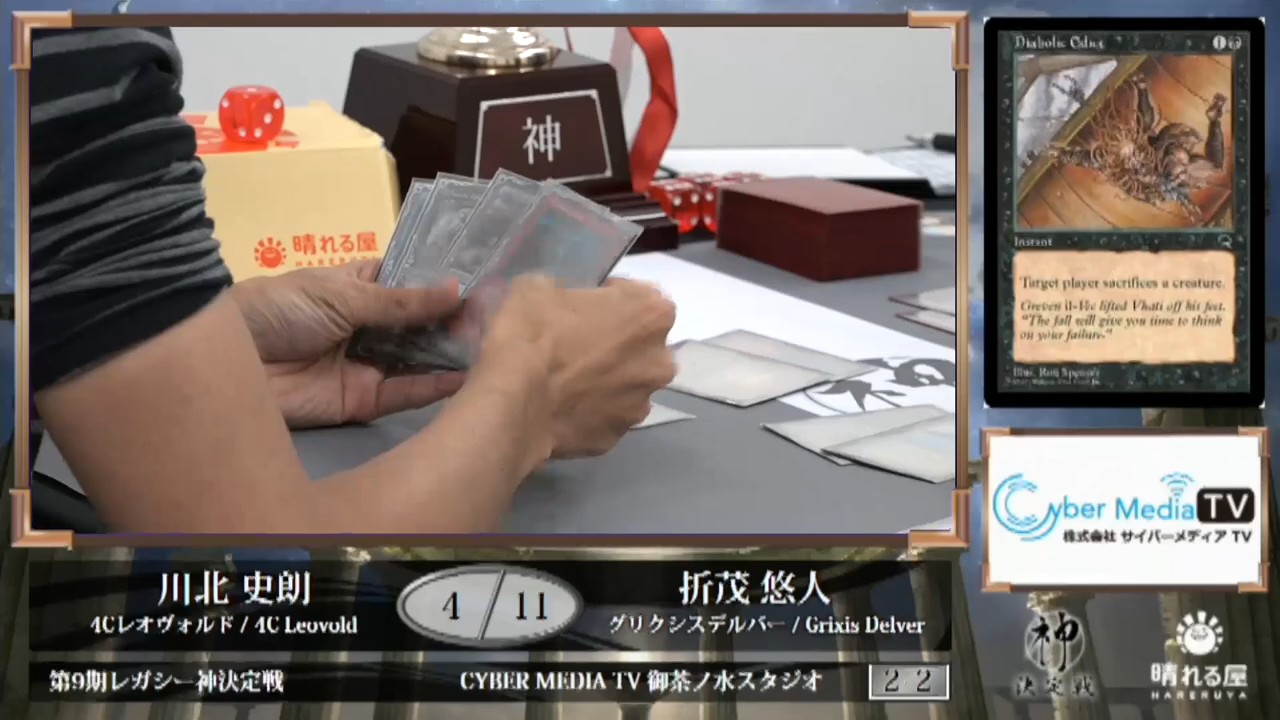 神
晴れる屋
HARERUYA
Diabolic Edict
Instant
Target player sacrifices a creature.
Greven il-Vec lifted Vhati off his feet.
"The fall will give you time to think
on your failure."
Illus. Ron Spencer
Cyber Media TV
株式会社 サイバーメディア TV
川北 史朗
4Cレオヴォルド / 4C Leovold
4 / 11
折茂 悠人
グリクシスデルバー / Grixis Delver
第9期レガシー神決定戦
CYBER MEDIA TV 御茶ノ水スタジオ
2-2
神
決定戦
晴れる屋
HARERUYA